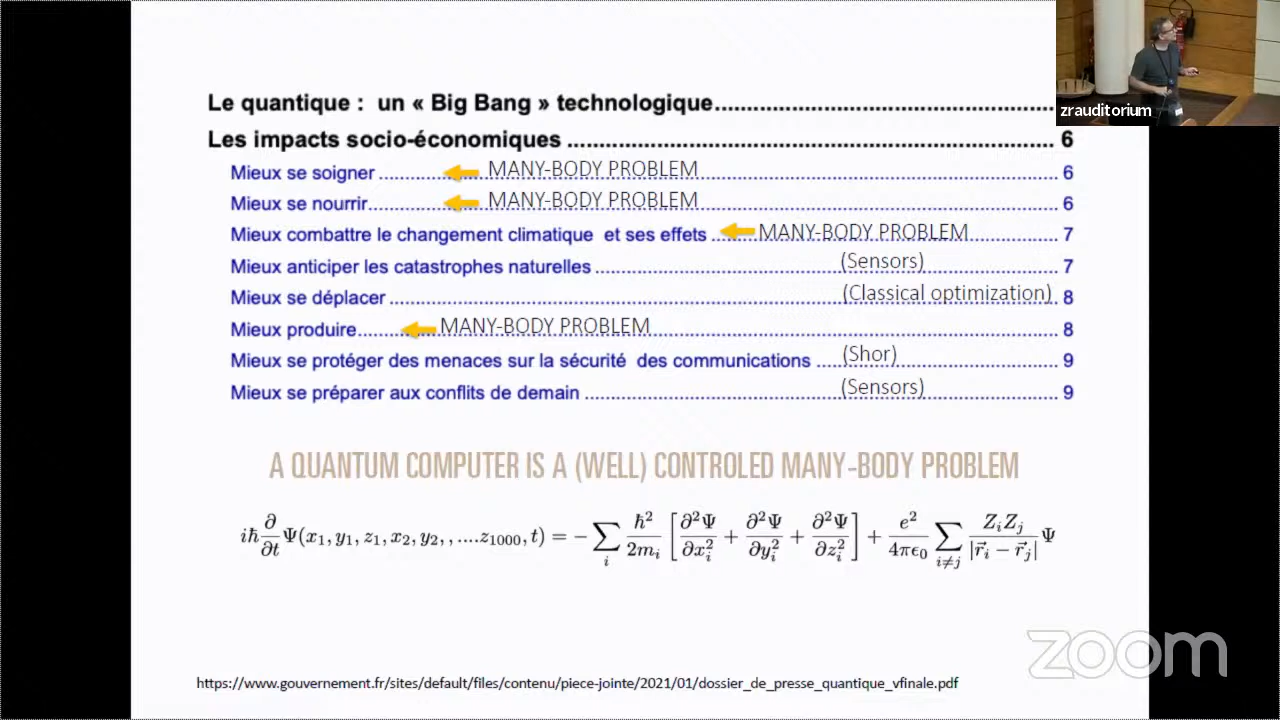 Le quantique : un « Big Bang » technologique
zrauditorium
Les impacts socio-économiques 6
Mieux se soigner MANY-BODY PROBLEM 6
Mieux se nourrir MANY-BODY PROBLEM 6
Mieux combattre le changement climatique et ses effets MANY-BODY PROBLEM 7
Mieux anticiper les catastrophes naturelles (Sensors) 7
Mieux se déplacer (Classical optimization) 8
Mieux produire MANY-BODY PROBLEM 8
Mieux se protéger des menaces sur la sécurité des communications (Shor) 9
Mieux se préparer aux conflits de demain (Sensors) 9
A QUANTUM COMPUTER IS A (WELL) CONTROLED MANY-BODY PROBLEM
iħ ∂/∂t Ψ(x₁, y₁, z₁, x₂, y₂, , ....z₁₀₀₀, t) = − ∑ᵢ ħ²/2mᵢ [∂²Ψ/∂xᵢ² + ∂²Ψ/∂yᵢ² + ∂²Ψ/∂zᵢ²] + e²/4πϵ₀ ∑ᵢ≠ⱼ ZᵢZⱼ/|r⃗ᵢ − r⃗ⱼ| Ψ
zoom
https://www.gouvernement.fr/sites/default/files/contenu/piece-jointe/2021/01/dossier_de_presse_quantique_vfinale.pdf